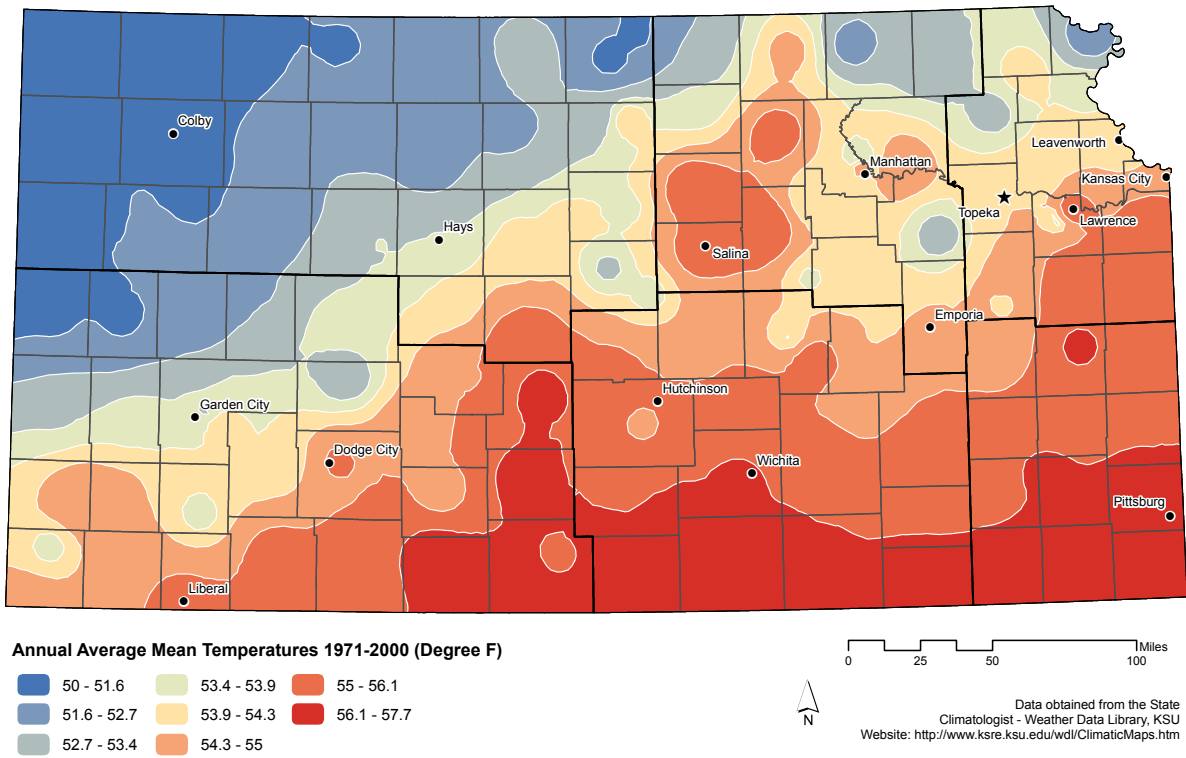 Colby
Leavenworth
Manhattan
Kansas City
Topeka
Lawrence
Hays
Salina
Emporia
Hutchinson
Garden City
Dodge City
Wichita
Pittsburg
Liberal
Annual Average Mean Temperatures 1971-2000 (Degree F)
50 - 51.6
53.4 - 53.9
55 - 56.1
51.6 - 52.7
53.9 - 54.3
56.1 - 57.7
52.7 - 53.4
54.3 - 55
Miles
0 25 50 100
N
Data obtained from the State
Climatologist - Weather Data Library, KSU
Website: http://www.ksre.ksu.edu/wdl/ClimaticMaps.htm